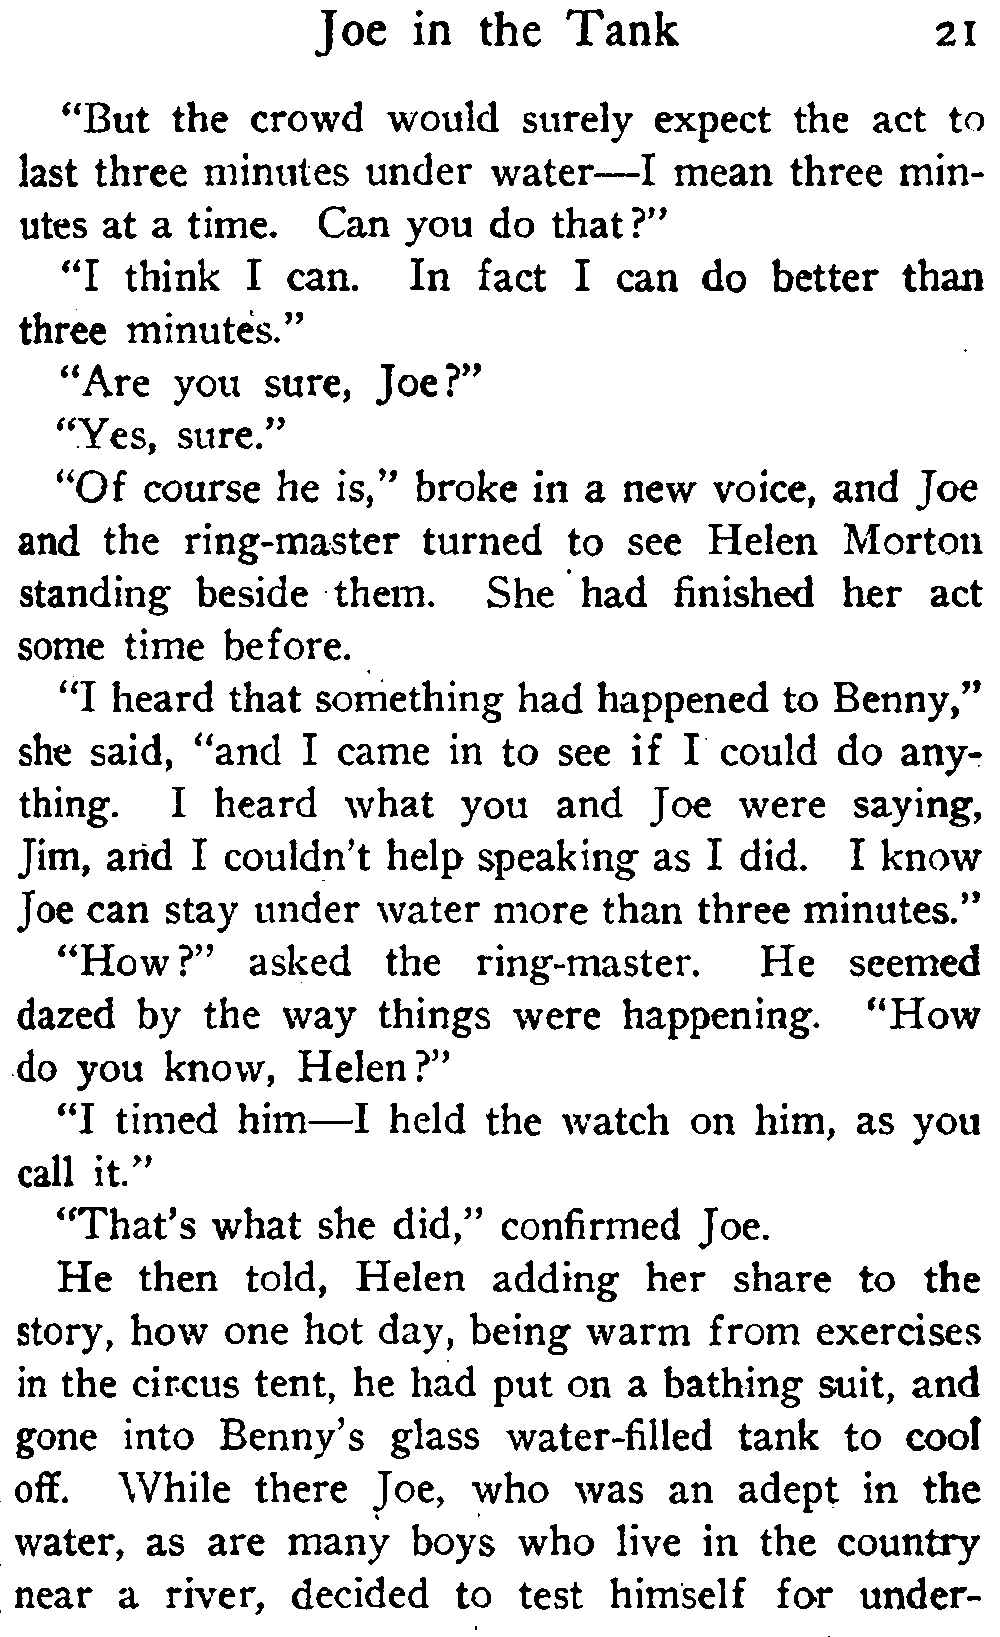 Joe in the Tank 21
“But the crowd would surely expect the act to
last three minutes under water—I mean three min-
utes at a time. Can you do that?”
“I think I can. In fact I can do better than
three minutes.”
“Are you sure, Joe?”
“Yes, sure.”
“Of course he is,” broke in a new voice, and Joe
and the ring-master turned to see Helen Morton
standing beside them. She had finished her act
some time before.
“I heard that something had happened to Benny,”
she said, “and I came in to see if I could do any-
thing. I heard what you and Joe were saying,
Jim, and I couldn't help speaking as I did. I know
Joe can stay under water more than three minutes.”
“How?” asked the ring-master. He seemed
dazed by the way things were happening. “How
do you know, Helen?”
“I timed him—I held the watch on him, as you
call it.”
“That's what she did,” confirmed Joe.
He then told, Helen adding her share to the
story, how one hot day, being warm from exercises
in the circus tent, he had put on a bathing suit, and
gone into Benny's glass water-filled tank to cool
off. While there Joe, who was an adept in the
water, as are many boys who live in the country
near a river, decided to test himself for under-